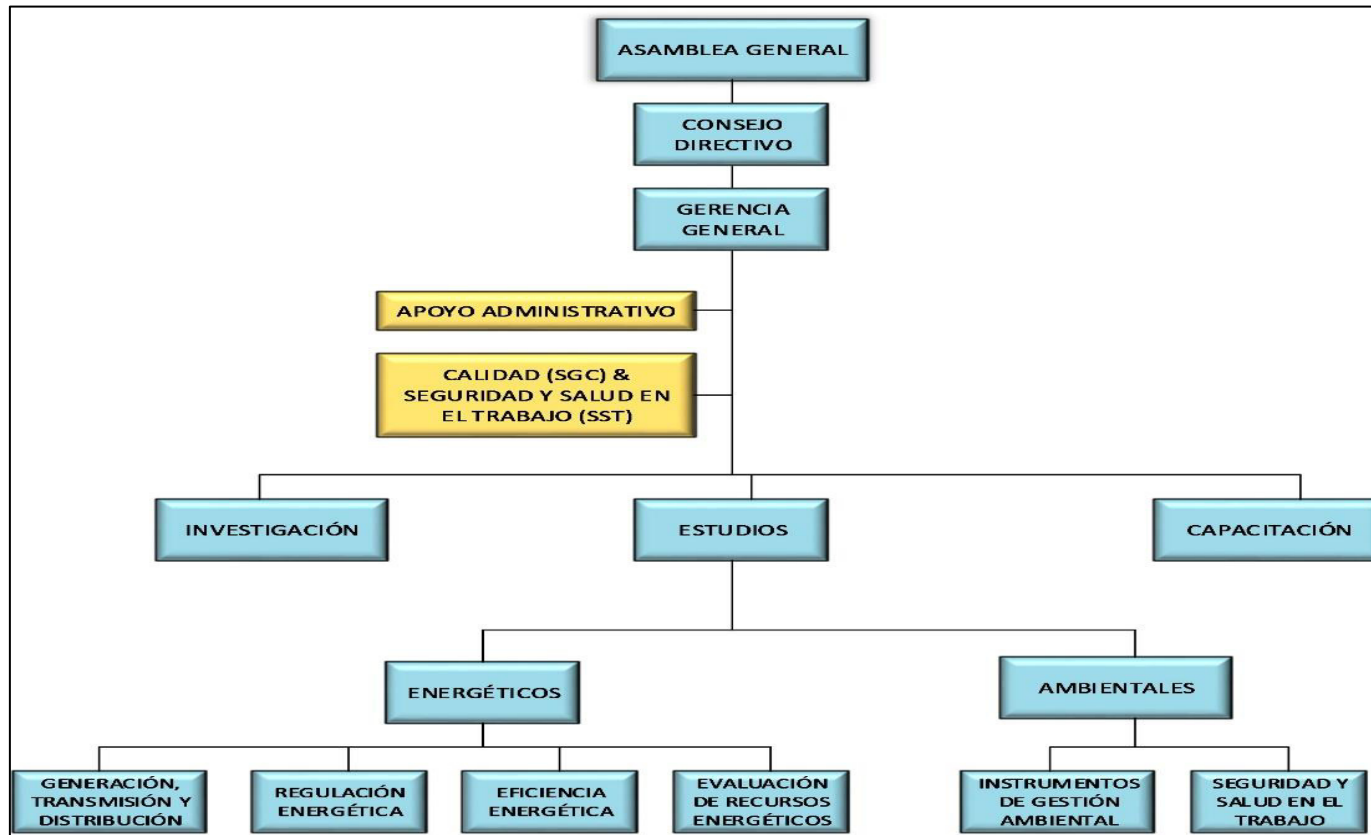 ASAMBLEA GENERAL
CONSEJO
DIRECTIVO
GERENCIA
GENERAL
APOYO ADMINISTRATIVO
CALIDAD (SGC) &
SEGURIDAD Y SALUD EN
EL TRABAJO (SST)
INVESTIGACIÓN
ESTUDIOS
CAPACITACIÓN
ENERGÉTICOS
AMBIENTALES
GENERACIÓN,
TRANSMISIÓN Y
DISTRIBUCIÓN
REGULACIÓN
ENERGÉTICA
EFICIENCIA
ENERGÉTICA
EVALUACIÓN
DE RECURSOS
ENERGÉTICOS
INSTRUMENTOS
DE GESTIÓN
AMBIENTAL
SEGURIDAD Y
SALUD EN EL
TRABAJO